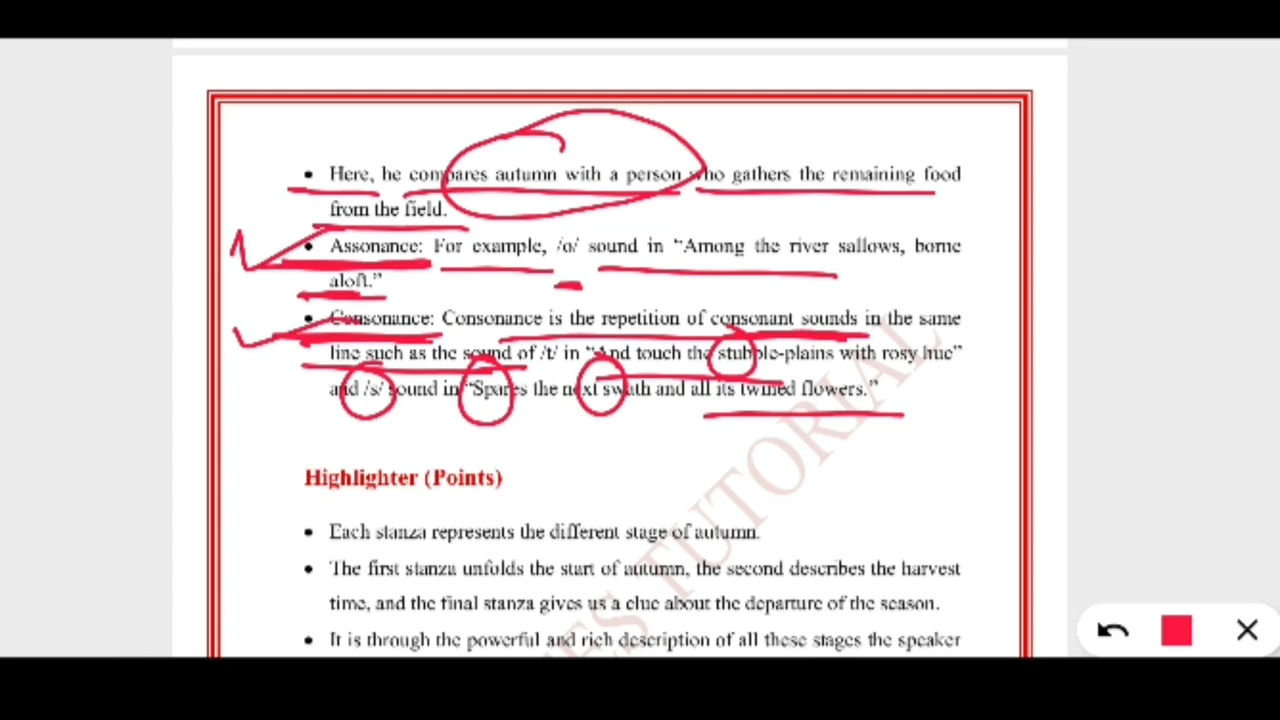 • Here, he compares autumn with a person who gathers the remaining food
from the field.
• Assonance: For example, /o/ sound in “Among the river sallows, borne
aloft.”
• Consonance: Consonance is the repetition of consonant sounds in the same
line such as the sound of /t/ in “And touch the stubble-plains with rosy hue”
and /s/ sound in “Spares the next swath and all its twined flowers.”
Highlighter (Points)
• Each stanza represents the different stage of autumn.
• The first stanza unfolds the start of autumn, the second describes the harvest
time, and the final stanza gives us a clue about the departure of the season.
• It is through the powerful and rich description of all these stages the speaker
ES TUTORIAL